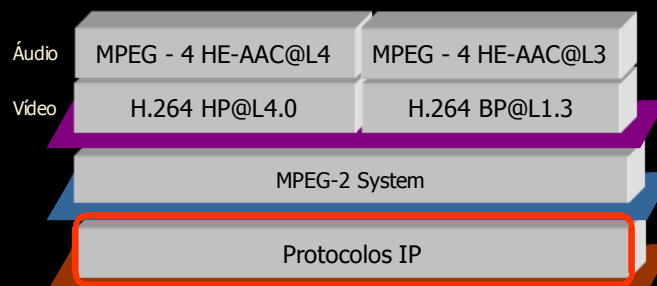 Áudio MPEG - 4 HE-AAC@L4 MPEG - 4 HE-AAC@L3
Vídeo H.264 HP@L4.0 H.264 BP@L1.3
MPEG-2 System
Protocolos IP